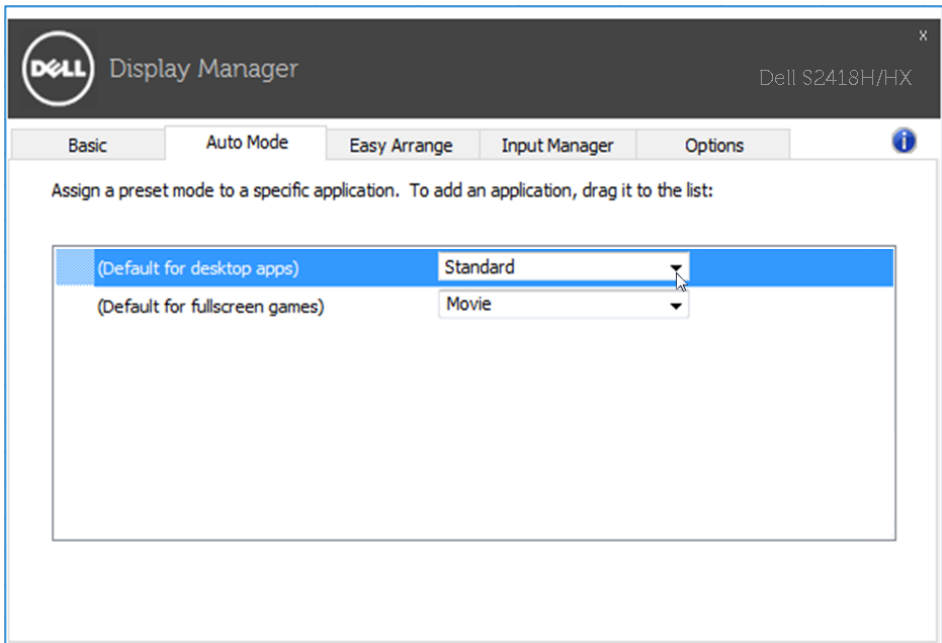 X
DELL Display Manager
Dell S2418H/HX
Basic Auto Mode Easy Arrange Input Manager Options i
Assign a preset mode to a specific application. To add an application, drag it to the list:
(Default for desktop apps) Standard
(Default for fullscreen games) Movie